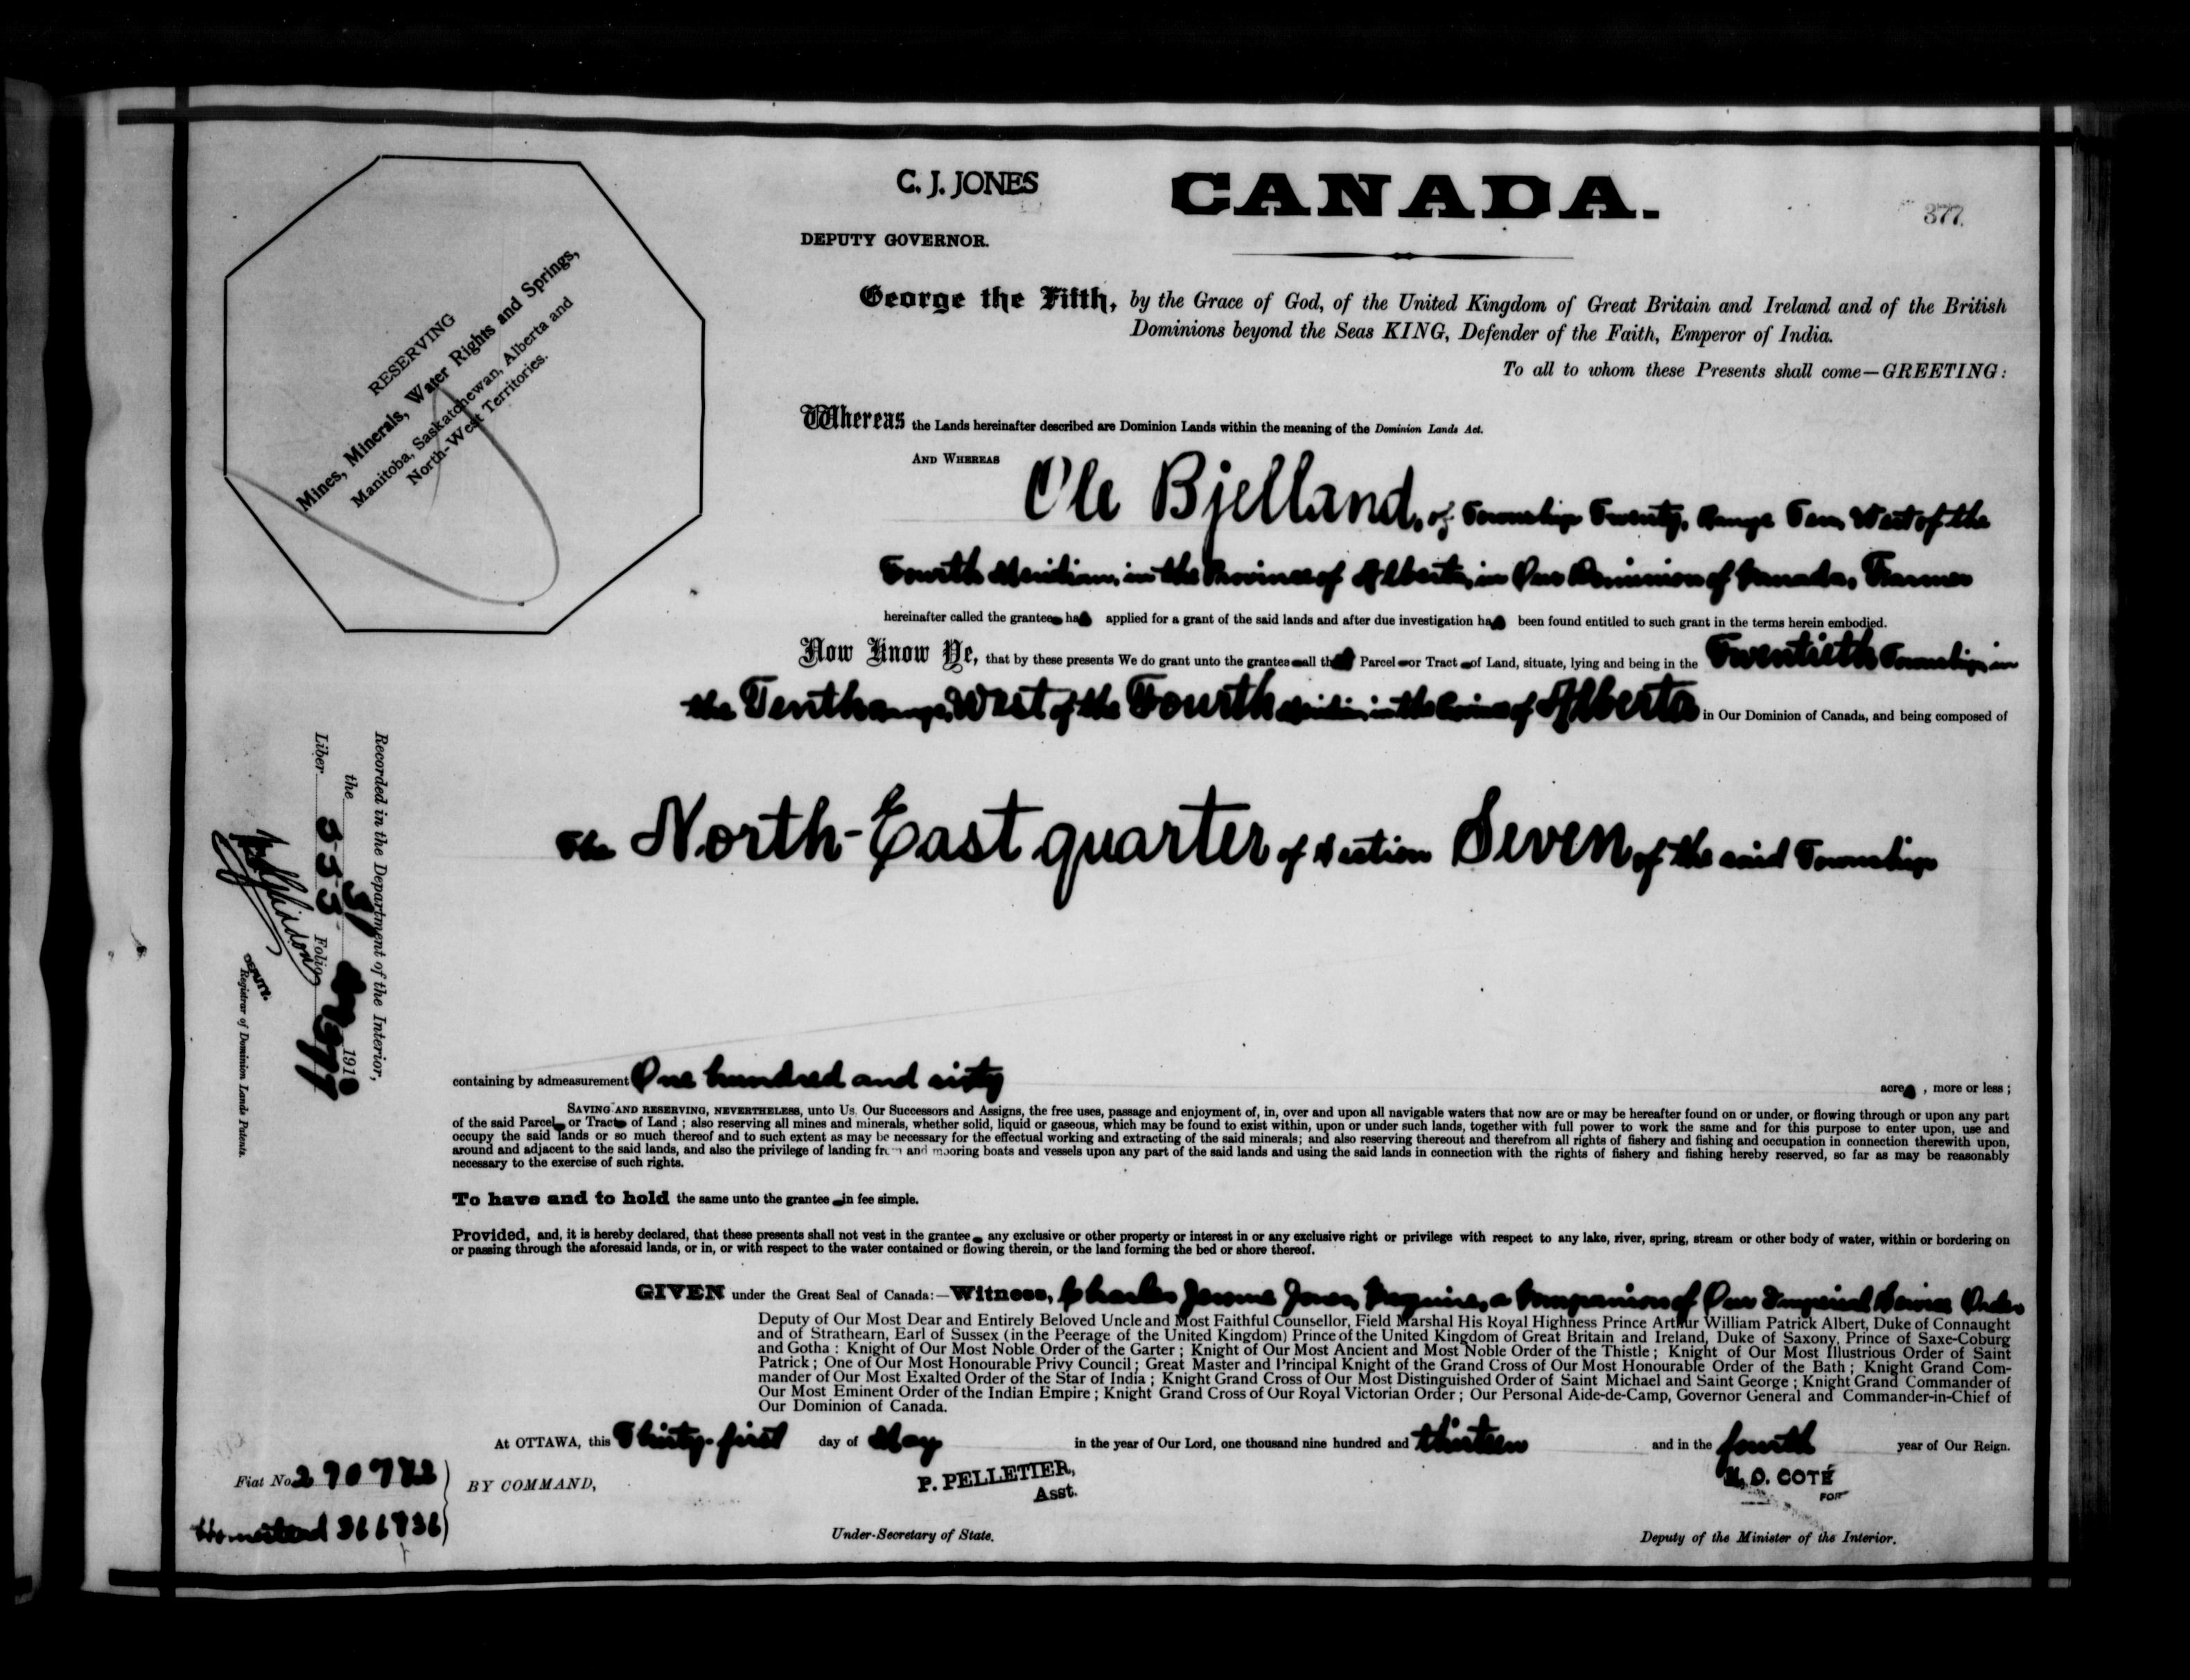 C. J. JONES
CANADA.
377.
DEPUTY GOVERNOR.
RESERVING
Mines, Minerals, Water Rights and Springs,
Manitoba, Saskatchewan, Alberta and
North-West Territories.
George the Fifth, by the Grace of God, of the United Kingdom of Great Britain and Ireland and of the British
Dominions beyond the Seas KING, Defender of the Faith, Emperor of India.
To all to whom these Presents shall come—GREETING:
Whereas the Lands hereinafter described are Dominion Lands within the meaning of the Dominion Lands Act.
AND WHEREAS Ole Bjelland, of Township Twenty, Range Ten, West of the
Fourth Meridian, in the Province of Alberta, in Our Dominion of Canada, Farmer
hereinafter called the grantee ha applied for a grant of the said lands and after due investigation ha been found entitled to such grant in the terms herein embodied.
Now Know Ye, that by these presents We do grant unto the grantee all th Parcel or Tract of Land, situate, lying and being in the Twentieth Township, in
the Tenth Range, West of the Fourth Meridian, in the Province of Alberta in Our Dominion of Canada, and being composed of
The North-East quarter of Section Seven of the said Township
Recorded in the Department of the Interior,
the 31 191
Liber 333 Folio 377
DEPUTY.
Registrar of Dominion Lands Patents.
containing by admeasurement One hundred and sixty acre , more or less ;
SAVING AND RESERVING, NEVERTHELESS, unto Us, Our Successors and Assigns, the free uses, passage and enjoyment of, in, over and upon all navigable waters that now are or may be hereafter found on or under, or flowing through or upon any part
of the said Parcel or Tract of Land ; also reserving all mines and minerals, whether solid, liquid or gaseous, which may be found to exist within, upon or under such lands, together with full power to work the same and for this purpose to enter upon, use and
occupy the said lands or so much thereof and to such extent as may be necessary for the effectual working and extracting of the said minerals; and also reserving thereout and therefrom all rights of fishery and fishing and occupation in connection therewith upon,
around and adjacent to the said lands, and also the privilege of landing from and mooring boats and vessels upon any part of the said lands and using the said lands in connection with the rights of fishery and fishing hereby reserved, so far as may be reasonably
necessary to the exercise of such rights.
To have and to hold the same unto the grantee in fee simple.
Provided, and, it is hereby declared, that these presents shall not vest in the grantee any exclusive or other property or interest in or any exclusive right or privilege with respect to any lake, river, spring, stream or other body of water, within or bordering on
or passing through the aforesaid lands, or in, or with respect to the water contained or flowing therein, or the land forming the bed or shore thereof.
GIVEN under the Great Seal of Canada:—Witness, Charles Jerome Jones, Esquire, a Companion of Our Imperial Service Order
Deputy of Our Most Dear and Entirely Beloved Uncle and Most Faithful Counsellor, Field Marshal His Royal Highness Prince Arthur William Patrick Albert, Duke of Connaught
and of Strathearn, Earl of Sussex (in the Peerage of the United Kingdom) Prince of the United Kingdom of Great Britain and Ireland, Duke of Saxony, Prince of Saxe-Coburg
and Gotha : Knight of Our Most Noble Order of the Garter ; Knight of Our Most Ancient and Most Noble Order of the Thistle ; Knight of Our Most Illustrious Order of Saint
Patrick ; One of Our Most Honourable Privy Council ; Great Master and Principal Knight of the Grand Cross of Our Most Honourable Order of the Bath ; Knight Grand Com-
mander of Our Most Exalted Order of the Star of India ; Knight Grand Cross of Our Most Distinguished Order of Saint Michael and Saint George ; Knight Grand Commander of
Our Most Eminent Order of the Indian Empire ; Knight Grand Cross of Our Royal Victorian Order ; Our Personal Aide-de-Camp, Governor General and Commander-in-Chief of
Our Dominion of Canada.
At OTTAWA, this Thirty-first day of May in the year of Our Lord, one thousand nine hundred and thirteen and in the fourth year of Our Reign.
Fiat No. 290782
BY COMMAND,
P. PELLETIER,
Asst.
N. O. COTÉ
FOR
Homestead 366936
Under-Secretary of State.
Deputy of the Minister of the Interior.